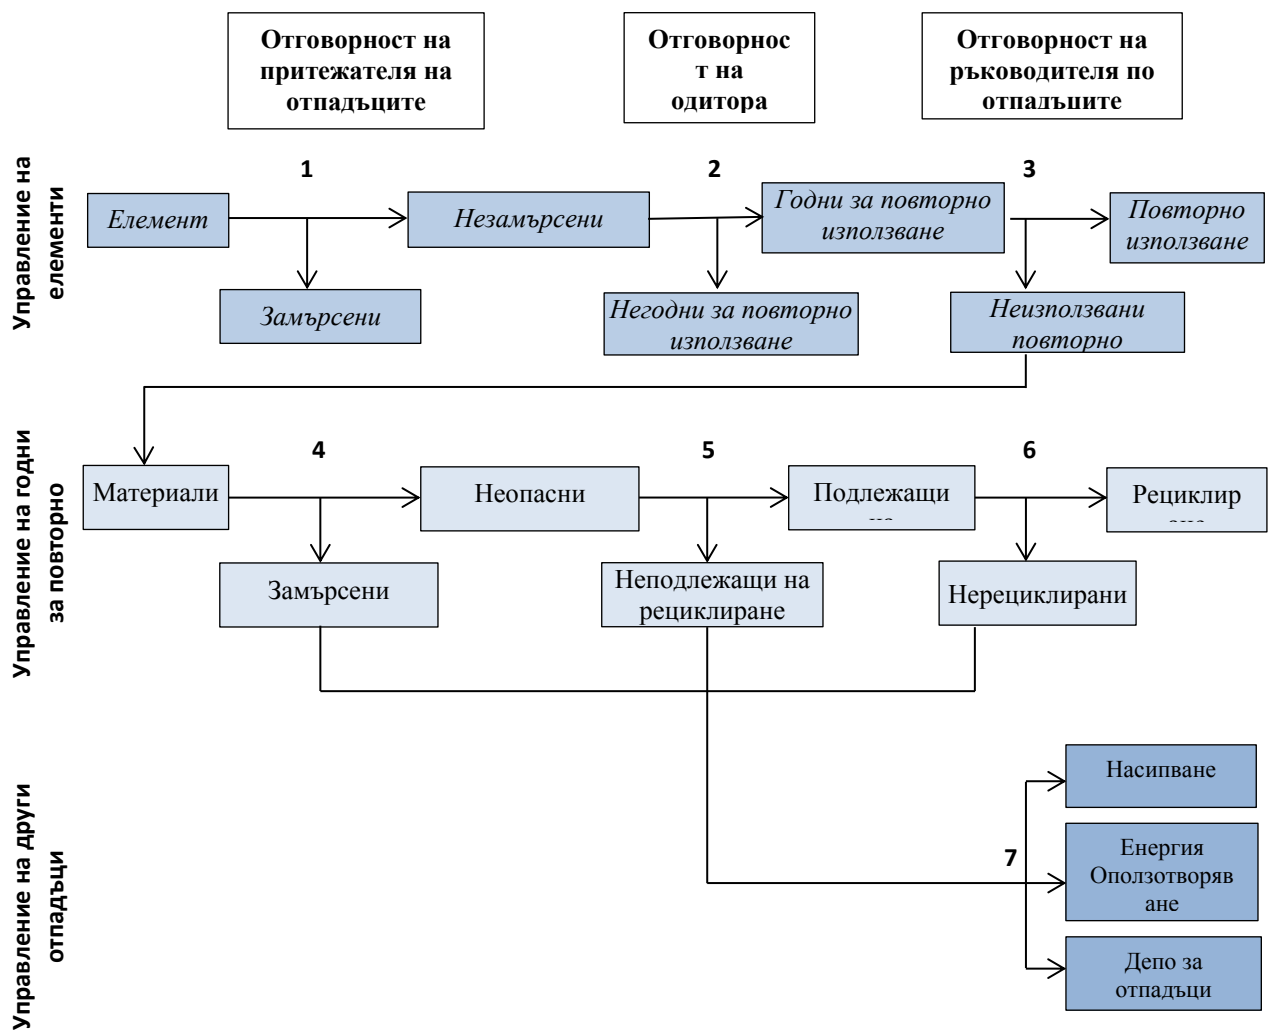 Отговорност на
притежателя на
отпадъците
Отговорнос
т на
одитора
Отговорност на
ръководителя по
отпадъците
Управление на
елементи
1
2
3
Елемент
Незамърсени
Годни за повторно
използване
Повторно
използване
Замърсени
Негодни за повторно
използване
Неизползвани
повторно
Управление на годни
за повторно
4
5
6
Материали
Неопасни
Подлежащи
Рециклир
Замърсени
Неподлежащи на
рециклиране
Нерециклирани
Управление на други
отпадъци
Насипване
7
Енергия
Оползотворяв
ане
Депо за
отпадъци